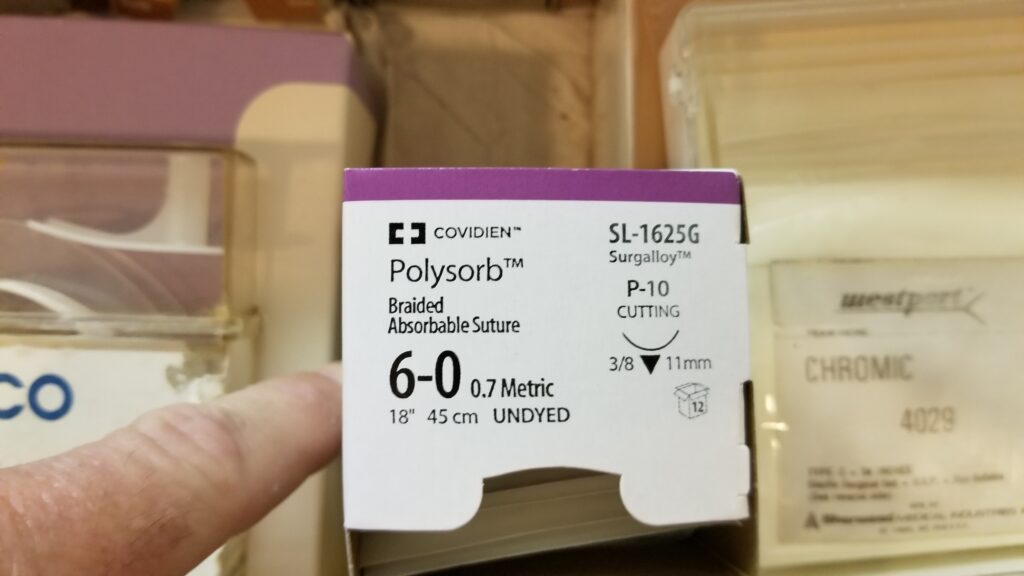 COVIDIEN™
Polysorb™
Braided
Absorbable Suture
6-0 0.7 Metric
18" 45 cm UNDYED
SL-1625G
Surgalloy™
P-10
CUTTING
3/8 11mm
12
CO
westport
CHROMIC
4029